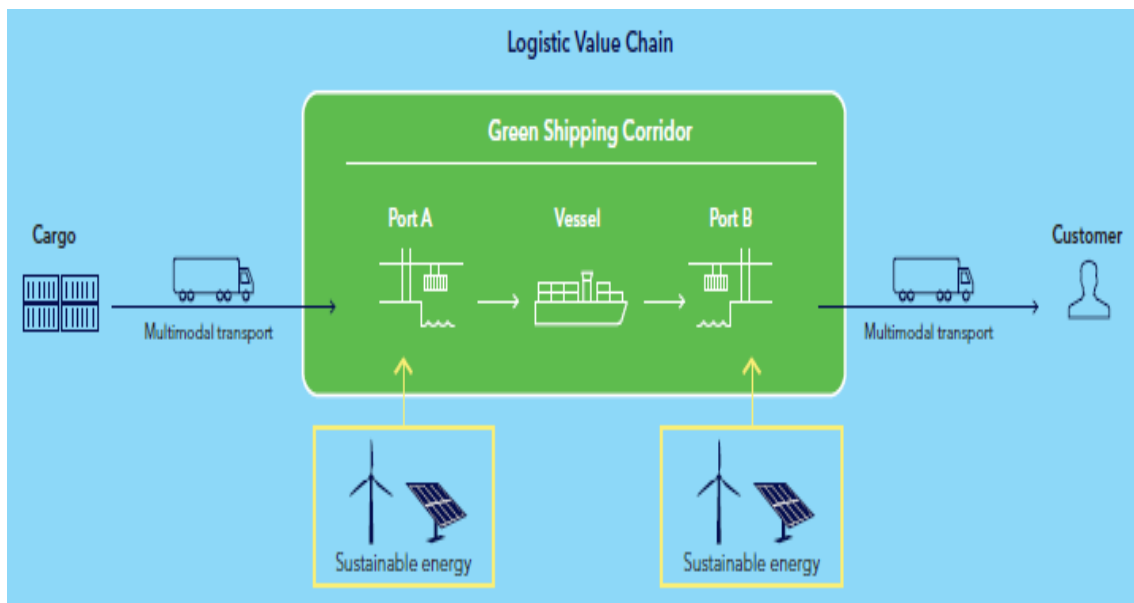 Logistic Value Chain
Green Shipping Corridor
Port A
Vessel
Port B
Cargo
Customer
Multimodal transport
Multimodal transport
Sustainable energy
Sustainable energy